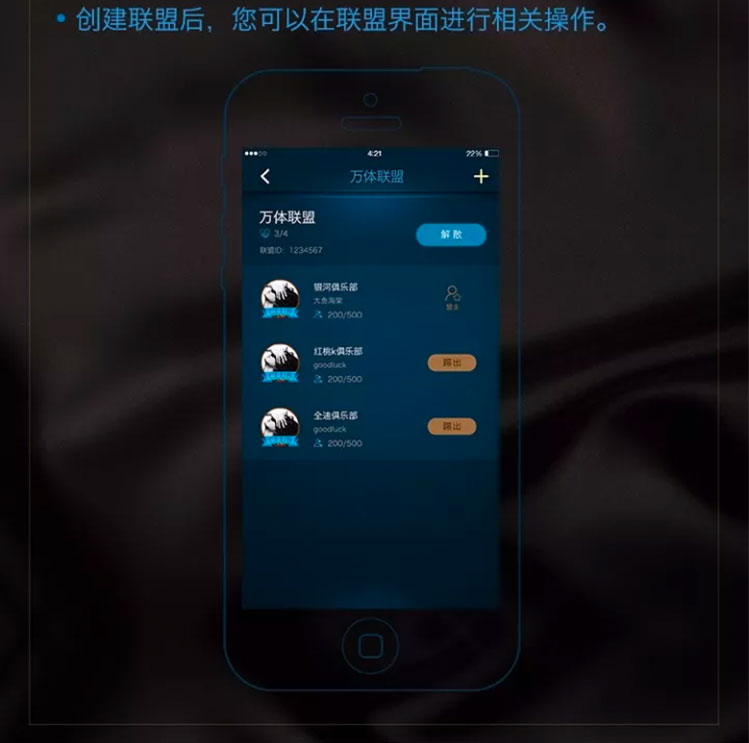 • 创建联盟后，您可以在联盟界面进行相关操作。
4:21
22%
万体联盟
万体联盟
3/4
解散
联盟ID：1234567
银河俱乐部
大鱼海棠
200/500
盟主
红桃k俱乐部
goodluck
200/500
踢出
全迪俱乐部
goodluck
200/500
踢出